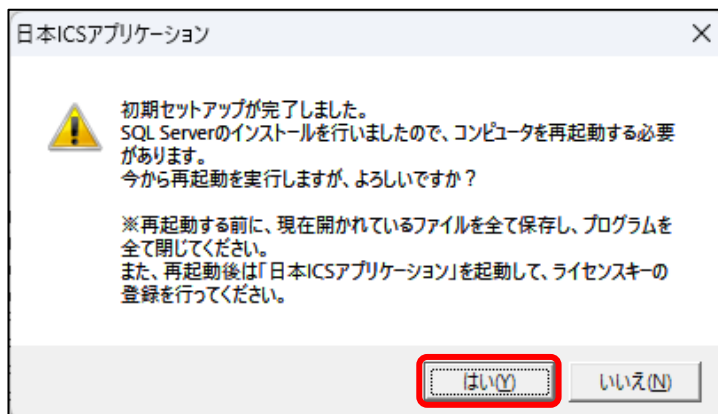 日本ICSアプリケーション
初期セットアップが完了しました。
SQL Serverのインストールを行いましたので、コンピュータを再起動する必要
があります。
今から再起動を実行しますが、よろしいですか？
※再起動する前に、現在開かれているファイルを全て保存し、プログラムを
全て閉じてください。
また、再起動後は「日本ICSアプリケーション」を起動して、ライセンスキーの
登録を行ってください。
はい(Y)
いいえ(N)